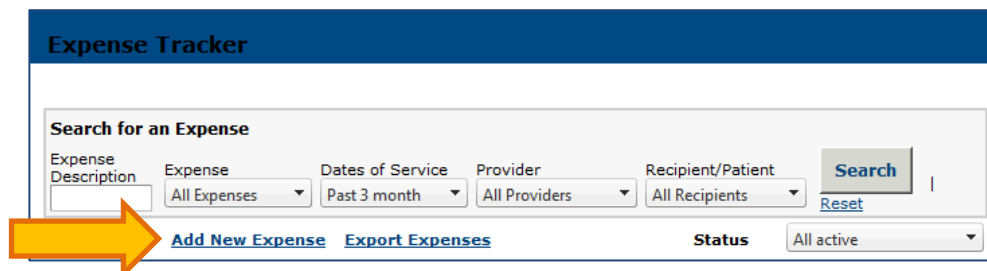 Expense Tracker
Search for an Expense
Expense
Description
Expense
Dates of Service
Provider
Recipient/Patient
All Expenses
Past 3 month
All Providers
All Recipients
Search
|
Reset
Add New Expense Export Expenses Status All active